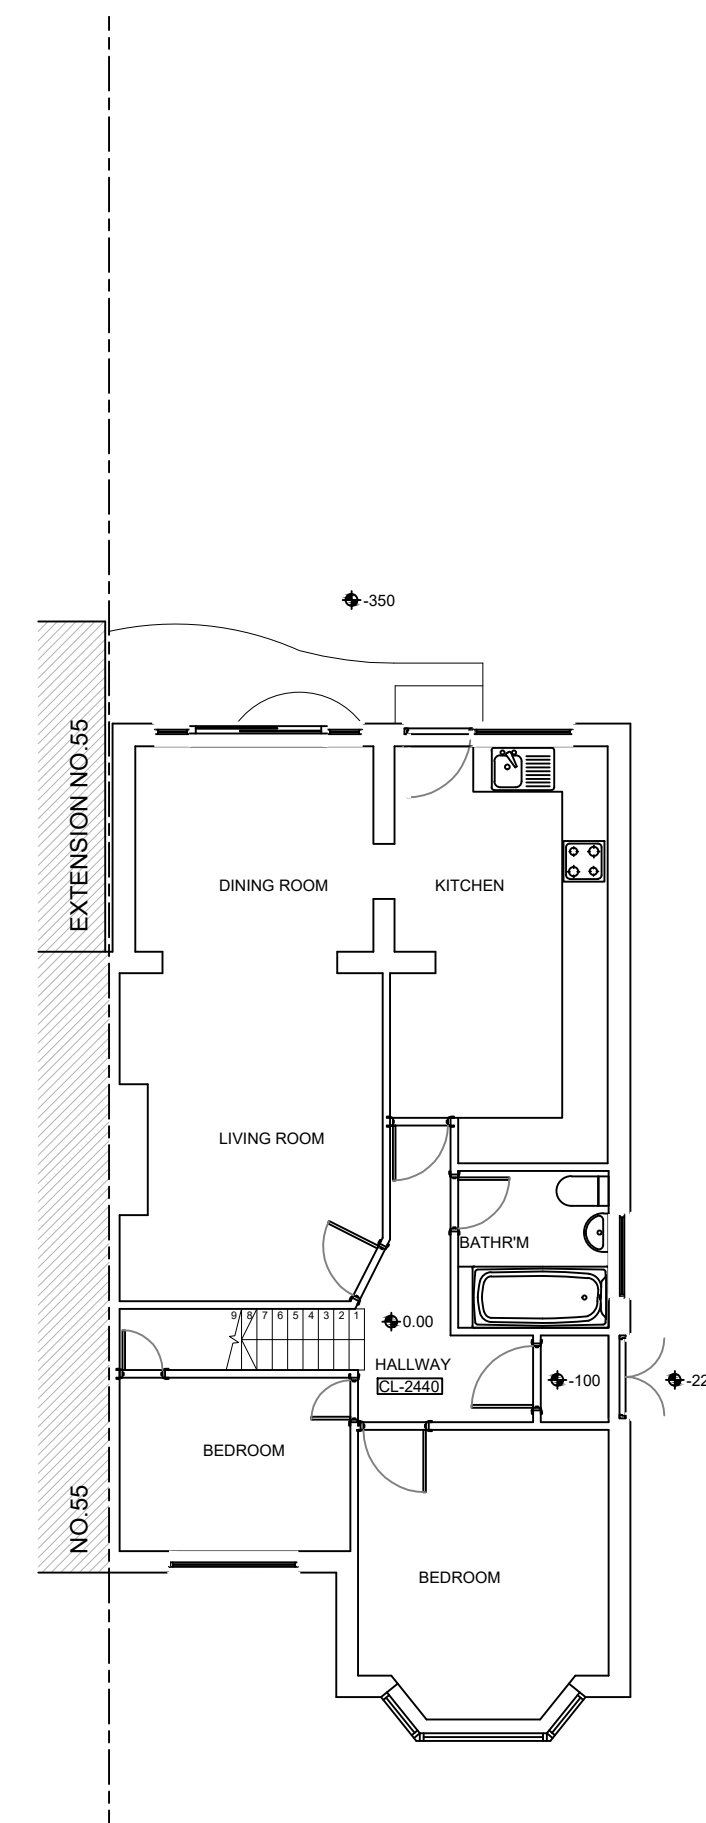 -350
EXTENSION NO.55
DINING ROOM
KITCHEN
LIVING ROOM
BATHR'M
9 8 7 6 5 4 3 2 1
0.00
HALLWAY
CL-2440
-100
-22
BEDROOM
NO.55
BEDROOM